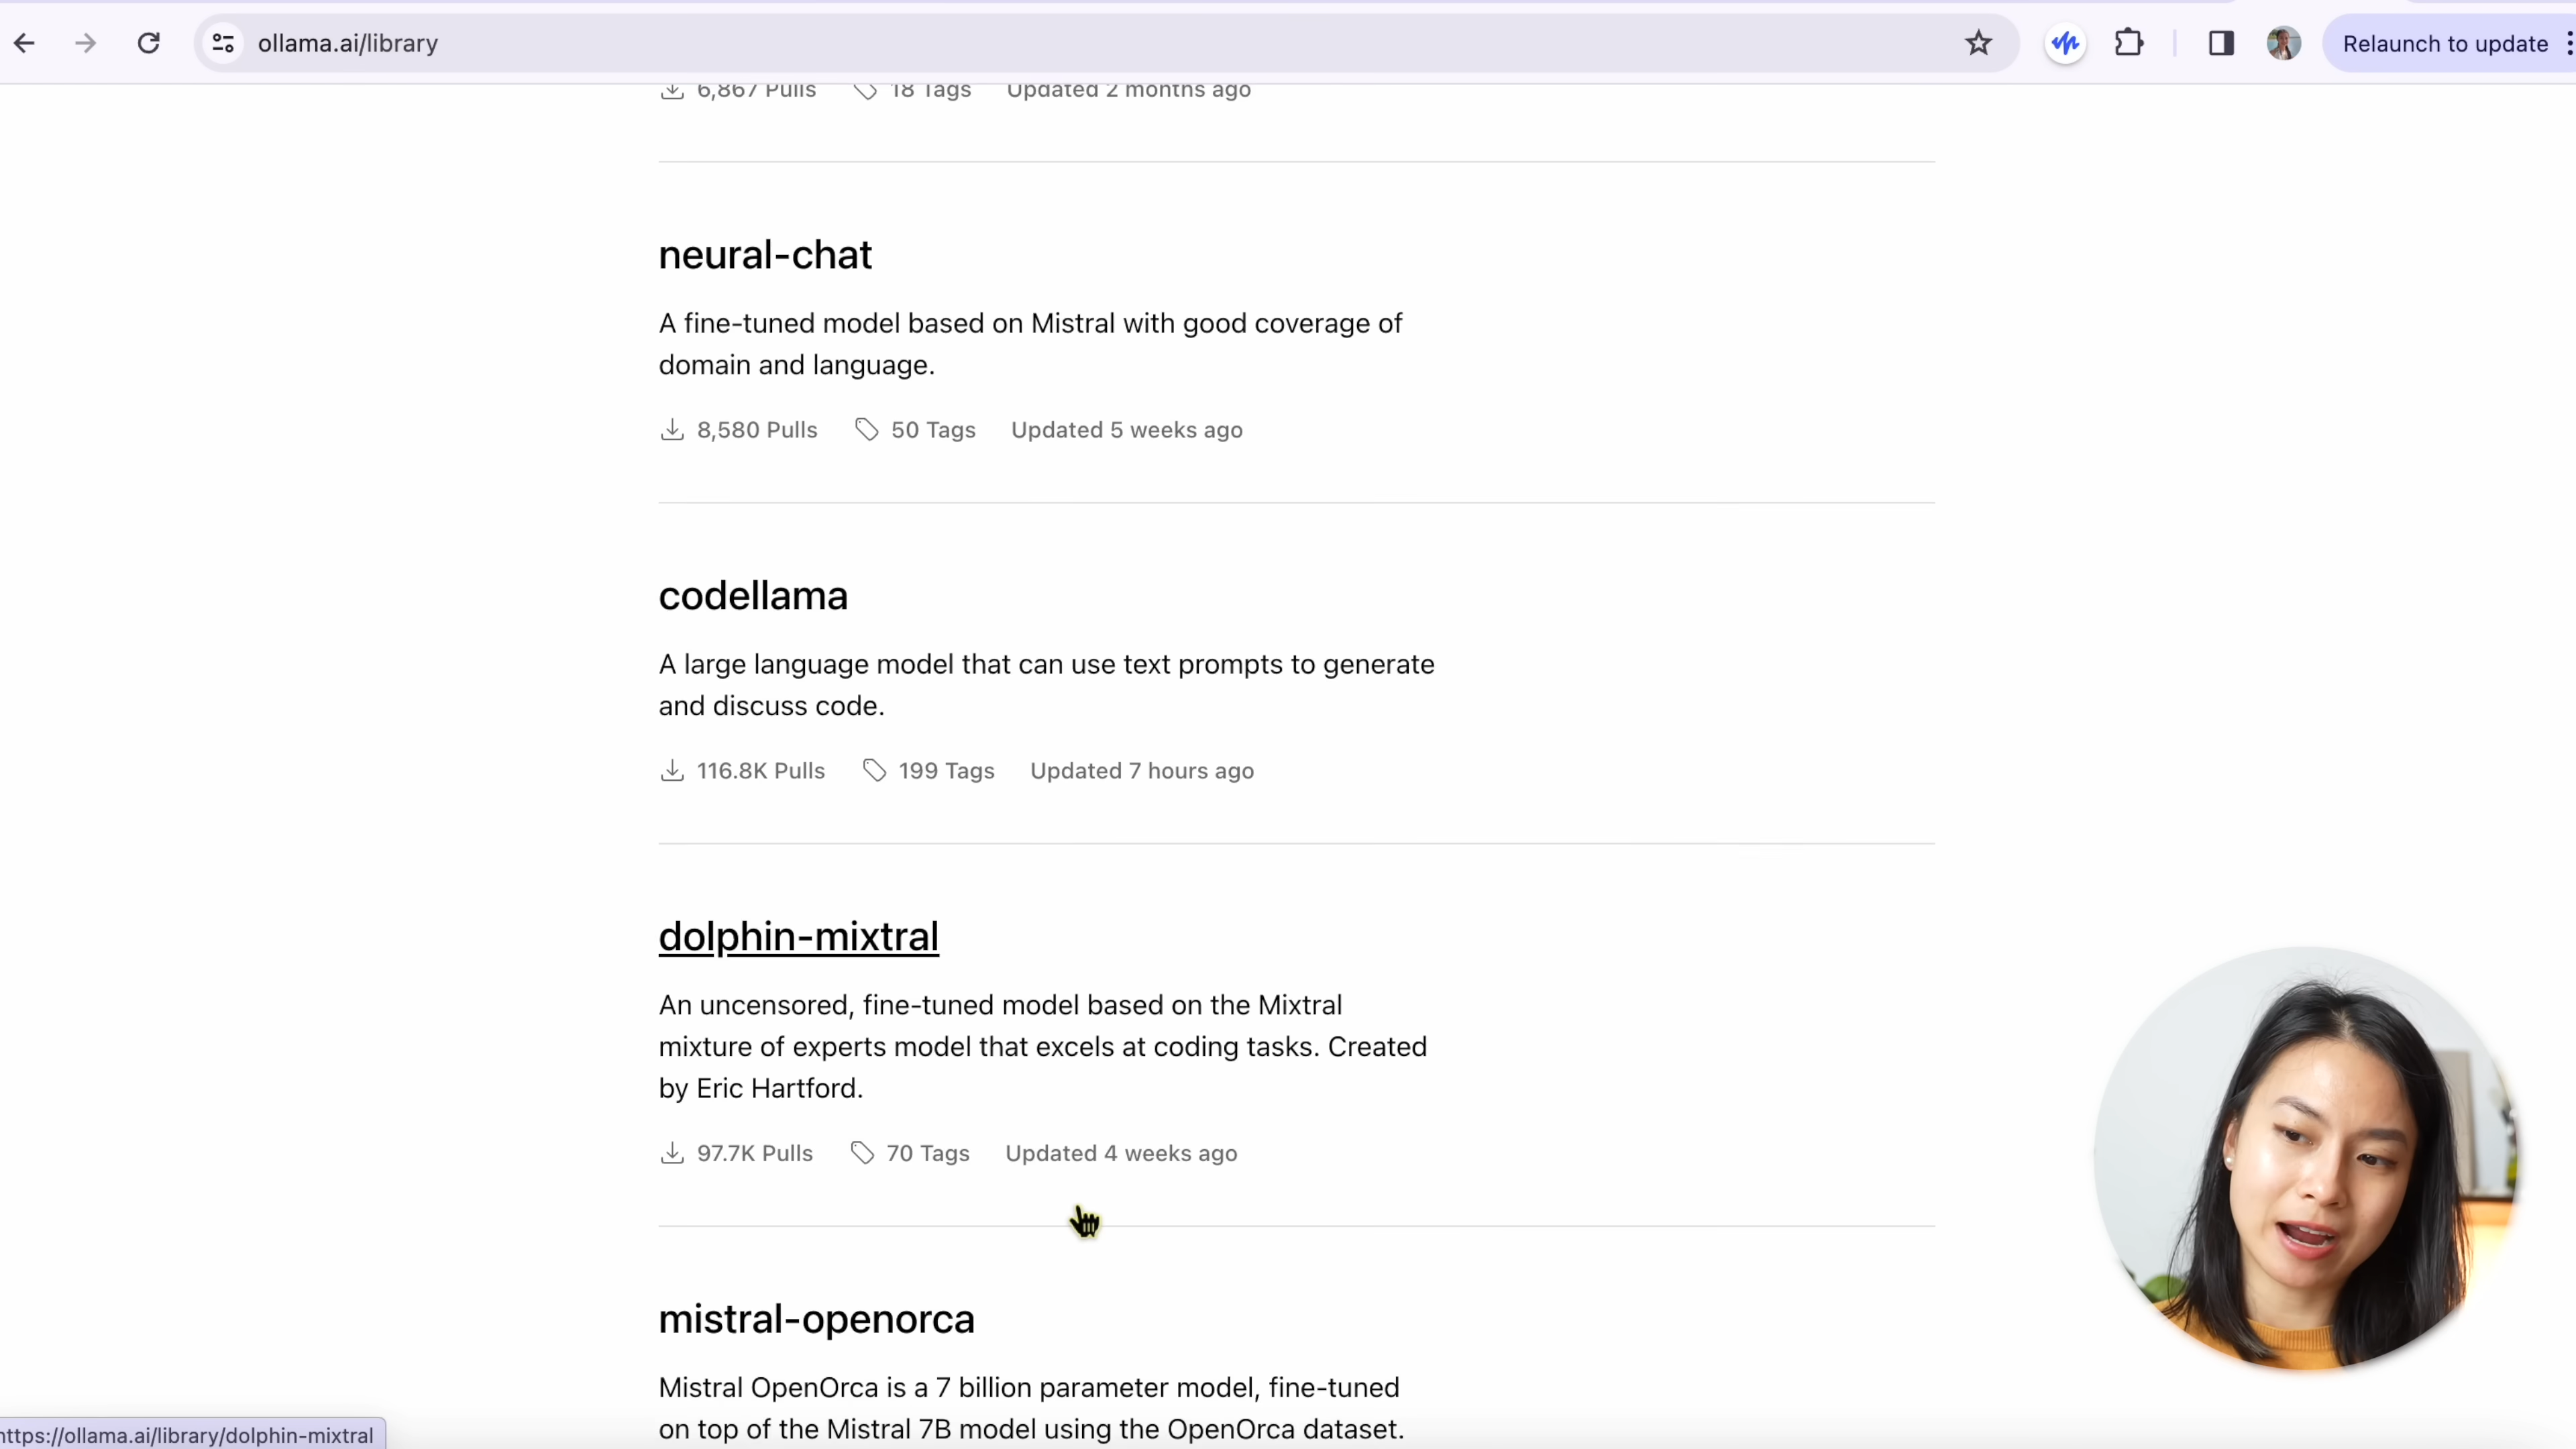 ollama.ai/library
Relaunch to update
6,867 Pulls 18 Tags Updated 2 months ago
neural-chat
A fine-tuned model based on Mistral with good coverage of
domain and language.
8,580 Pulls 50 Tags Updated 5 weeks ago
codellama
A large language model that can use text prompts to generate
and discuss code.
116.8K Pulls 199 Tags Updated 7 hours ago
dolphin-mixtral
An uncensored, fine-tuned model based on the Mixtral
mixture of experts model that excels at coding tasks. Created
by Eric Hartford.
97.7K Pulls 70 Tags Updated 4 weeks ago
mistral-openorca
Mistral OpenOrca is a 7 billion parameter model, fine-tuned
on top of the Mistral 7B model using the OpenOrca dataset.
https://ollama.ai/library/dolphin-mixtral